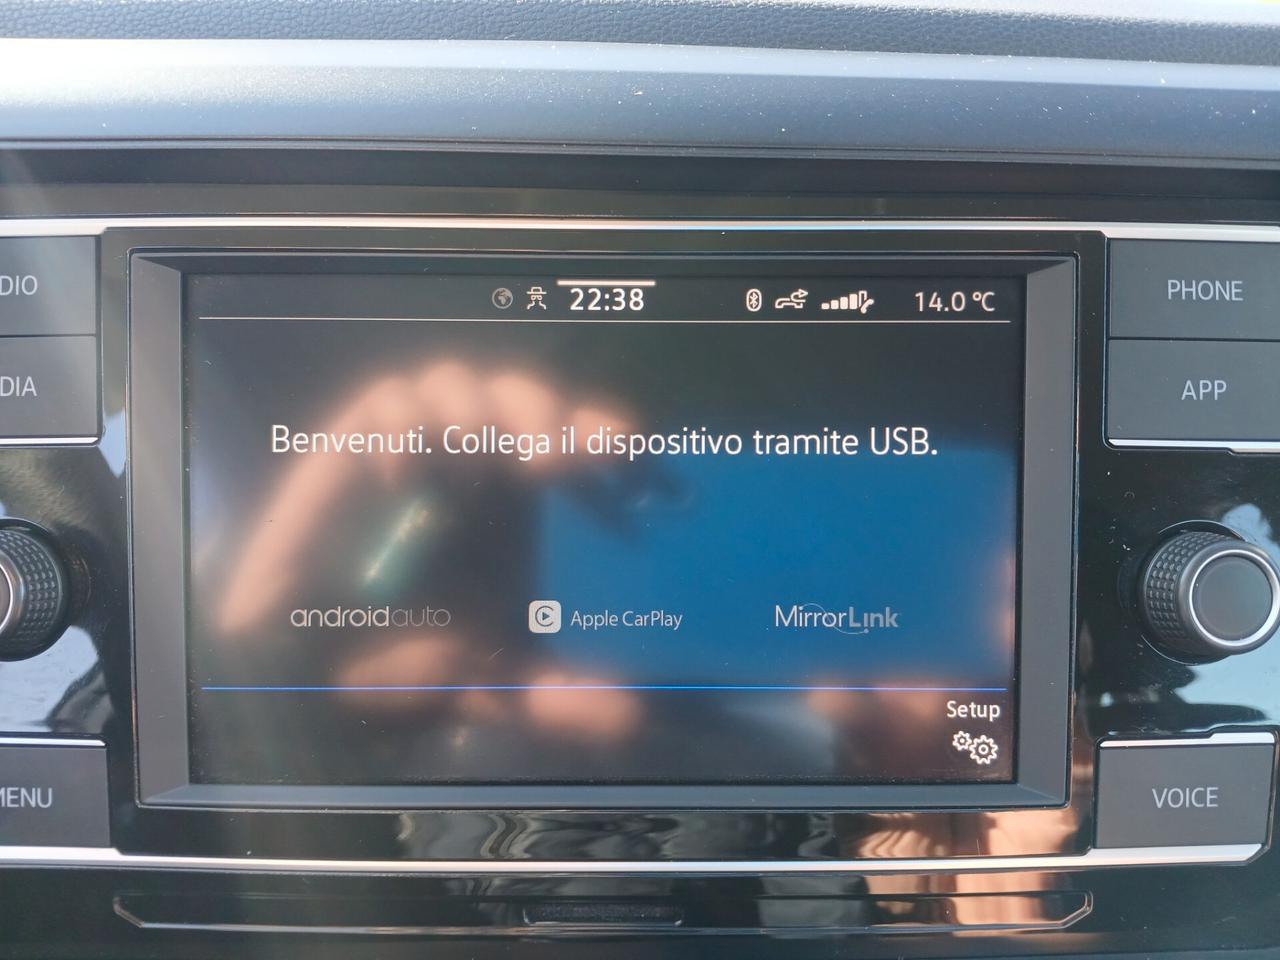 22:38
14.0 °C
DIO
PHONE
DIA
APP
Benvenuti. Collega il dispositivo tramite USB.
androidauto
Apple CarPlay
MirrorLink
Setup
MENU
VOICE